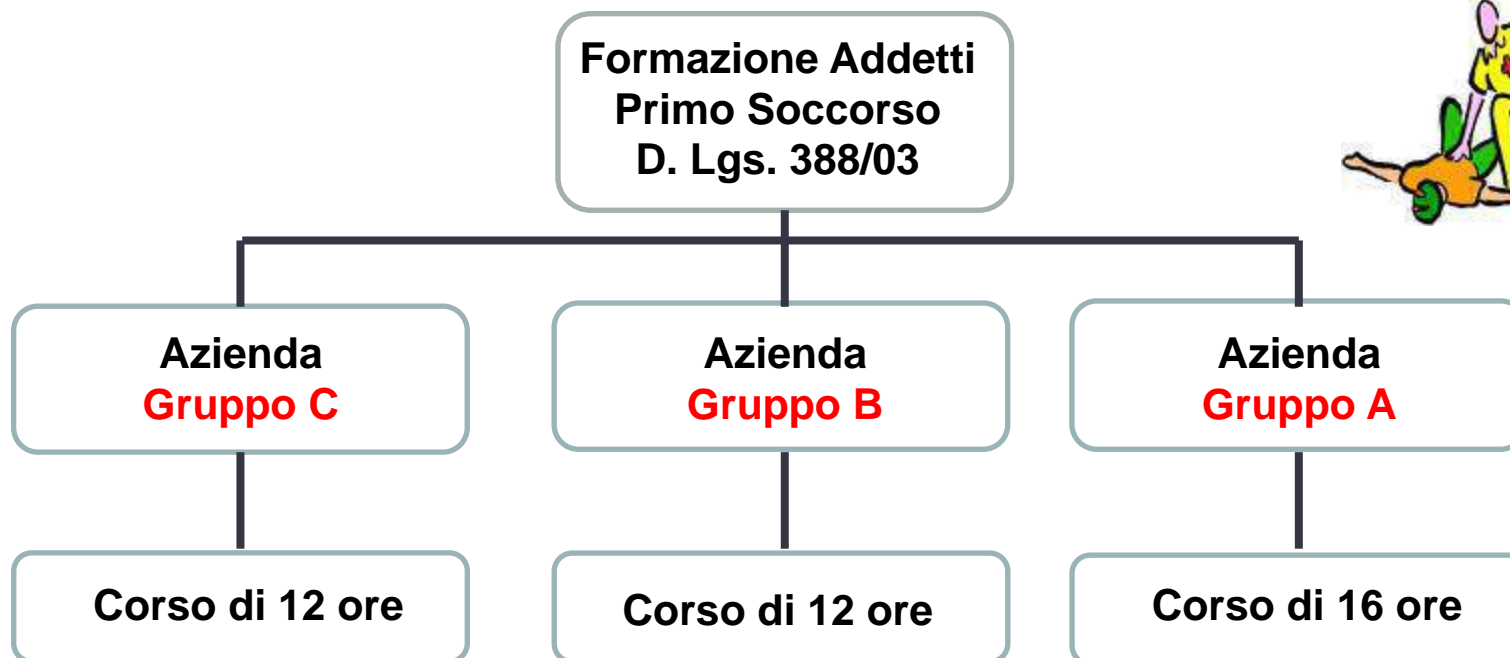 Formazione Addetti
Primo Soccorso
D. Lgs. 388/03
Azienda
Gruppo C
Azienda
Gruppo B
Azienda
Gruppo A
Corso di 12 ore
Corso di 12 ore
Corso di 16 ore